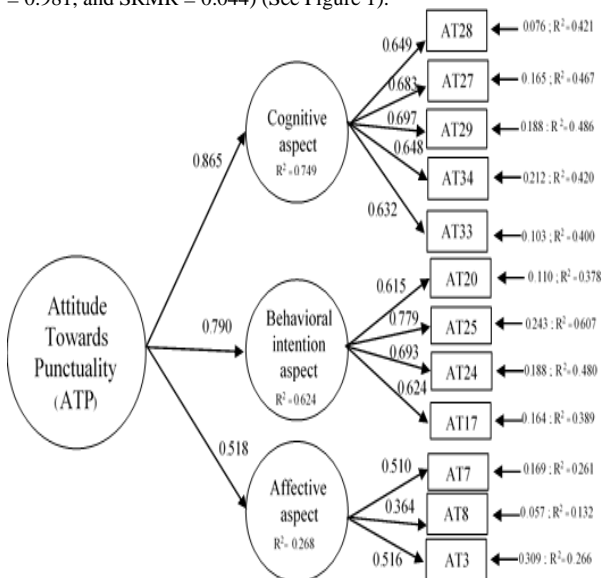 = 0.981, and SRMR = 0.044) (See Figure 1).
AT28
0.076 ; R² = 0.421
0.649
AT27
0.165 ; R² = 0.467
0.683
Cognitive
aspect
R² = 0.749
AT29
0.188 ; R² = 0.486
0.697
0.648
AT34
0.212 ; R² = 0.420
0.865
0.632
AT33
0.103 ; R² = 0.400
AT20
0.110 ; R² = 0.378
0.615
Attitude
Towards
Punctuality
(ATP)
0.790
Behavioral
intention
aspect
R² = 0.624
0.779
AT25
0.243 ; R² = 0.607
0.693
AT24
0.188 ; R² = 0.480
0.624
AT17
0.164 ; R² = 0.389
0.518
0.510
AT7
0.169 ; R² = 0.261
Affective
aspect
R² = 0.268
0.364
AT8
0.057 ; R² = 0.132
0.516
AT3
0.309 ; R² = 0.266